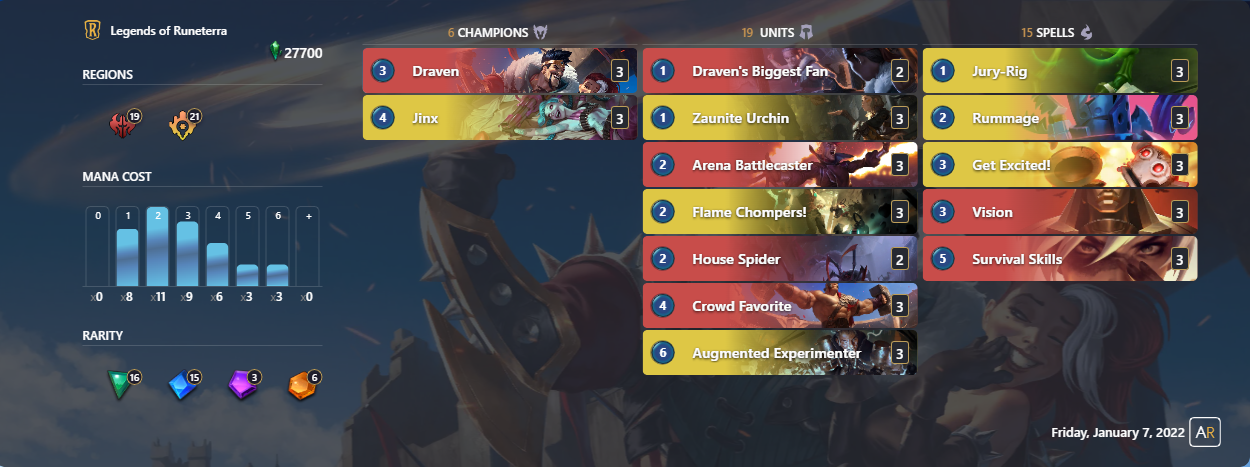 Legends of Runeterra
27700
REGIONS
19
21
MANA COST
0 1 2 3 4 5 6 +
x0 x8 x11 x9 x6 x3 x3 x0
RARITY
16 15 3 6
6 CHAMPIONS
3 Draven 3
4 Jinx 3
19 UNITS
1 Draven's Biggest Fan 2
1 Zaunite Urchin 3
2 Arena Battlecaster 3
2 Flame Chompers! 3
2 House Spider 2
4 Crowd Favorite 3
6 Augmented Experimenter 3
15 SPELLS
1 Jury-Rig 3
2 Rummage 3
3 Get Excited! 3
3 Vision 3
5 Survival Skills 3
Friday, January 7, 2022 AR